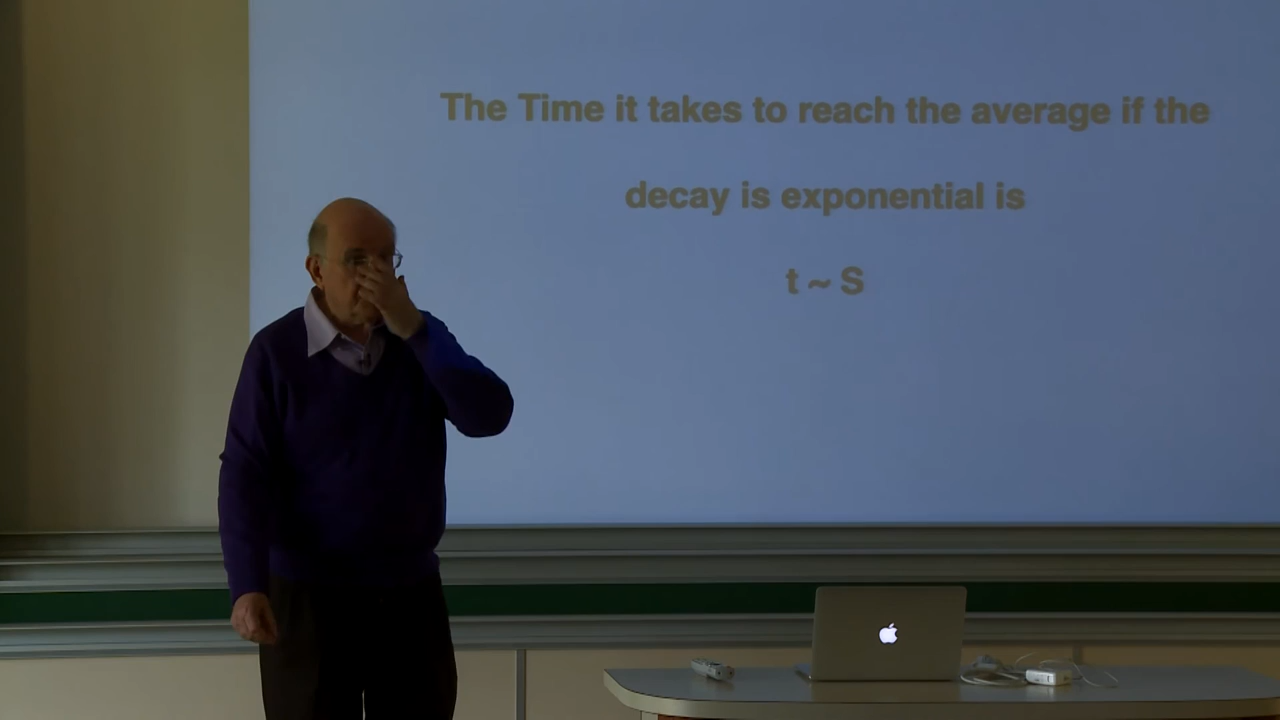 The Time it takes to reach the average if the
decay is exponential is
t ~ S